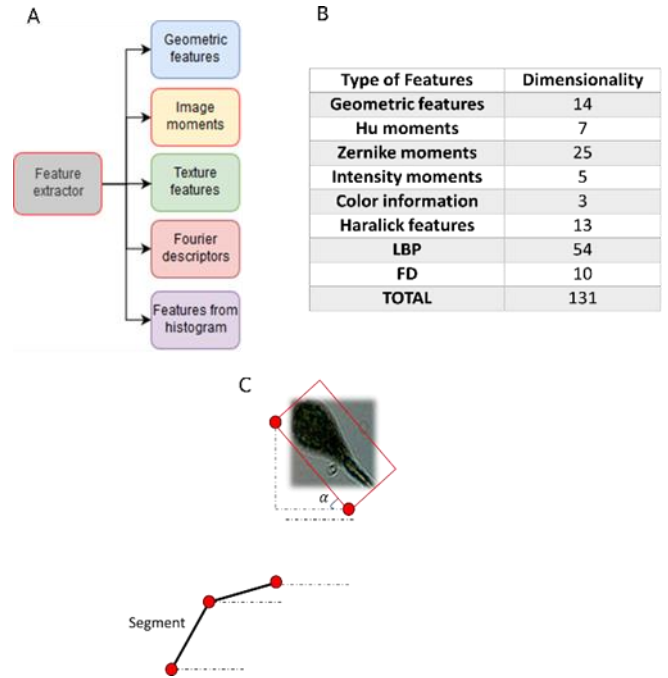 A
Feature
extractor
Geometric
features
Image
moments
Texture
features
Fourier
descriptors
Features from
histogram
B
Type of Features Dimensionality
Geometric features 14
Hu moments 7
Zernike moments 25
Intensity moments 5
Color information 3
Haralick features 13
LBP 54
FD 10
TOTAL 131
C
α
Segment